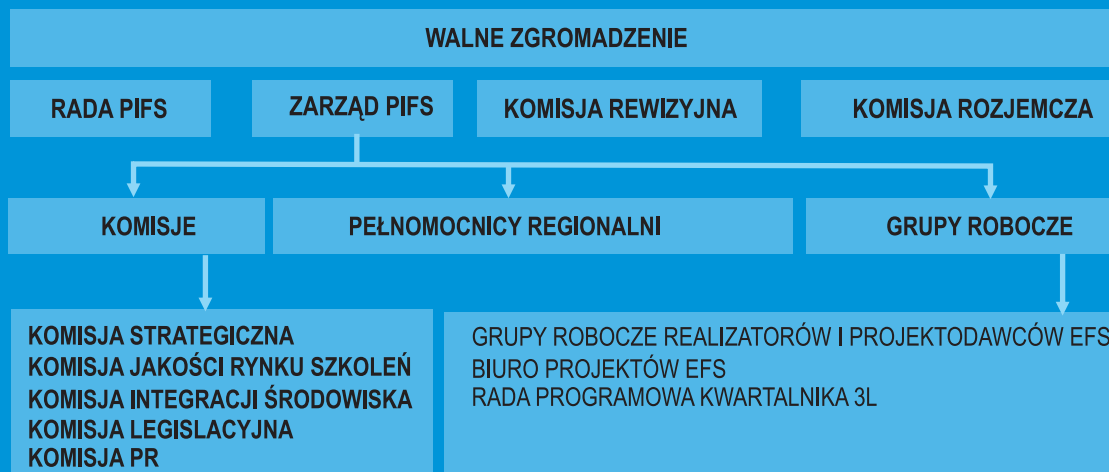 WALNE ZGROMADZENIE
RADA PIFS
ZARZĄD PIFS
KOMISJA REWIZYJNA
KOMISJA ROZJEMCZA
KOMISJE
PEŁNOMOCNICY REGIONALNI
GRUPY ROBOCZE
KOMISJA STRATEGICZNA
KOMISJA JAKOŚCI RYNKU SZKOLEŃ
KOMISJA INTEGRACJI ŚRODOWISKA
KOMISJA LEGISLACYJNA
KOMISJA PR
GRUPY ROBOCZE REALIZATORÓW I PROJEKTODAWCÓW EFS
BIURO PROJEKTÓW EFS
RADA PROGRAMOWA KWARTALNIKA 3L